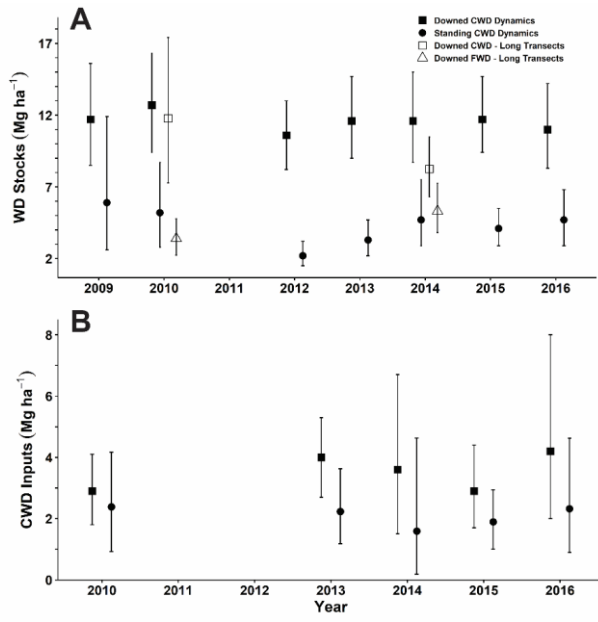 A
Downed CWD Dynamics
Standing CWD Dynamics
Downed CWD - Long Transects
Downed FWD - Long Transects
WD Stocks (Mg ha⁻¹)
17
12
7
2
2009 2010 2011 2012 2013 2014 2015 2016
B
CWD Inputs (Mg ha⁻¹)
8
6
4
2
0
2010 2011 2012 2013 2014 2015 2016
Year